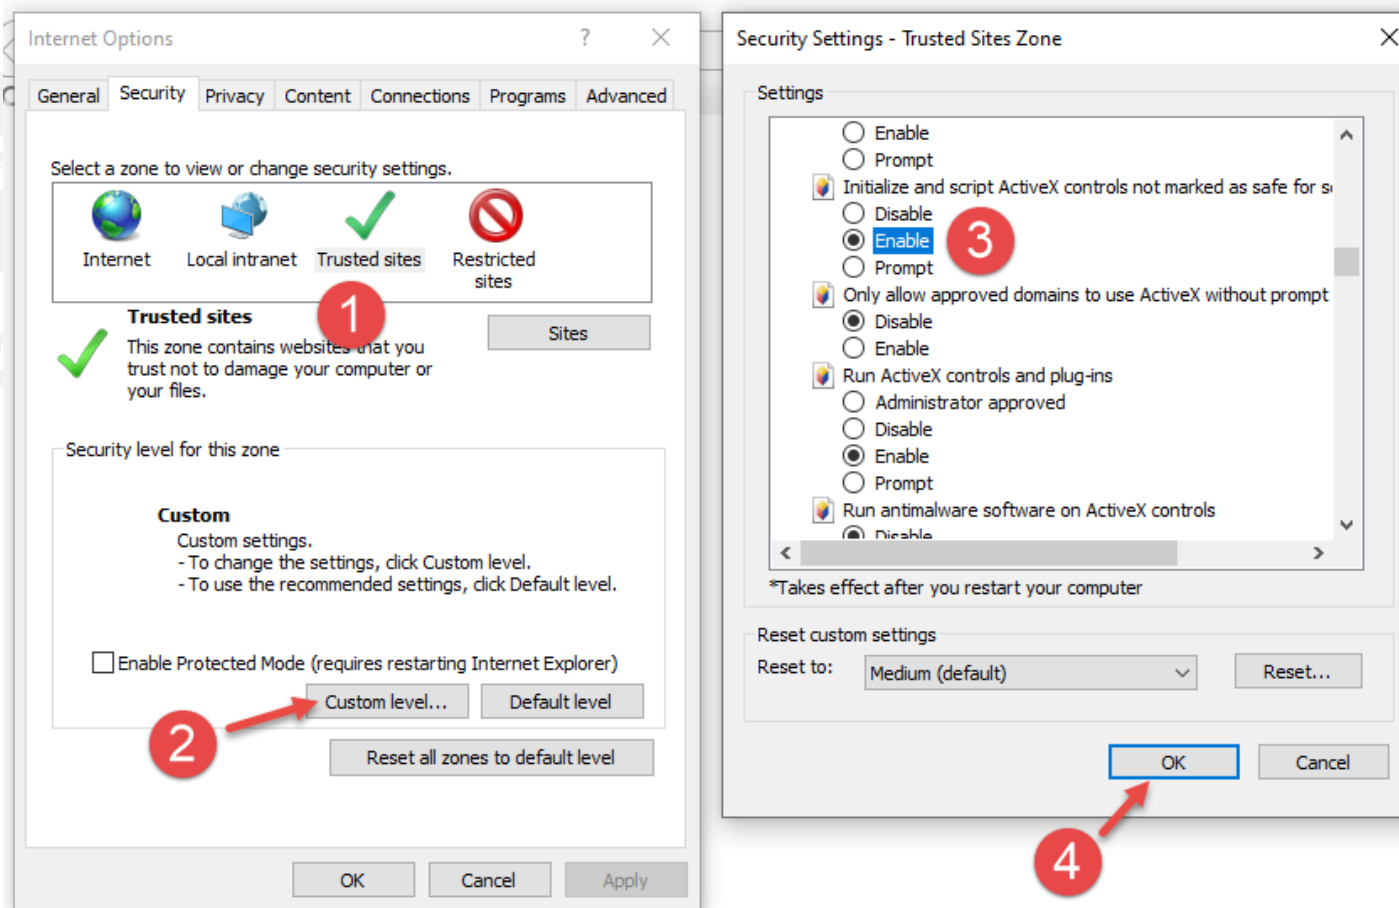 Internet Options
?
General Security Privacy Content Connections Programs Advanced
Select a zone to view or change security settings.
Internet
Local intranet
Trusted sites
Restricted
sites
1
Trusted sites
This zone contains websites that you
trust not to damage your computer or
your files.
Sites
Security level for this zone
Custom
Custom settings.
- To change the settings, click Custom level.
- To use the recommended settings, click Default level.
Enable Protected Mode (requires restarting Internet Explorer)
2
Custom level...
Default level
Reset all zones to default level
OK
Cancel
Apply
Security Settings - Trusted Sites Zone
Settings
Enable
Prompt
Initialize and script ActiveX controls not marked as safe for s
Disable
Enable
3
Prompt
Only allow approved domains to use ActiveX without prompt
Disable
Enable
Run ActiveX controls and plug-ins
Administrator approved
Disable
Enable
Prompt
Run antimalware software on ActiveX controls
Disable
*Takes effect after you restart your computer
Reset custom settings
Reset to:
Medium (default)
Reset...
OK
Cancel
4